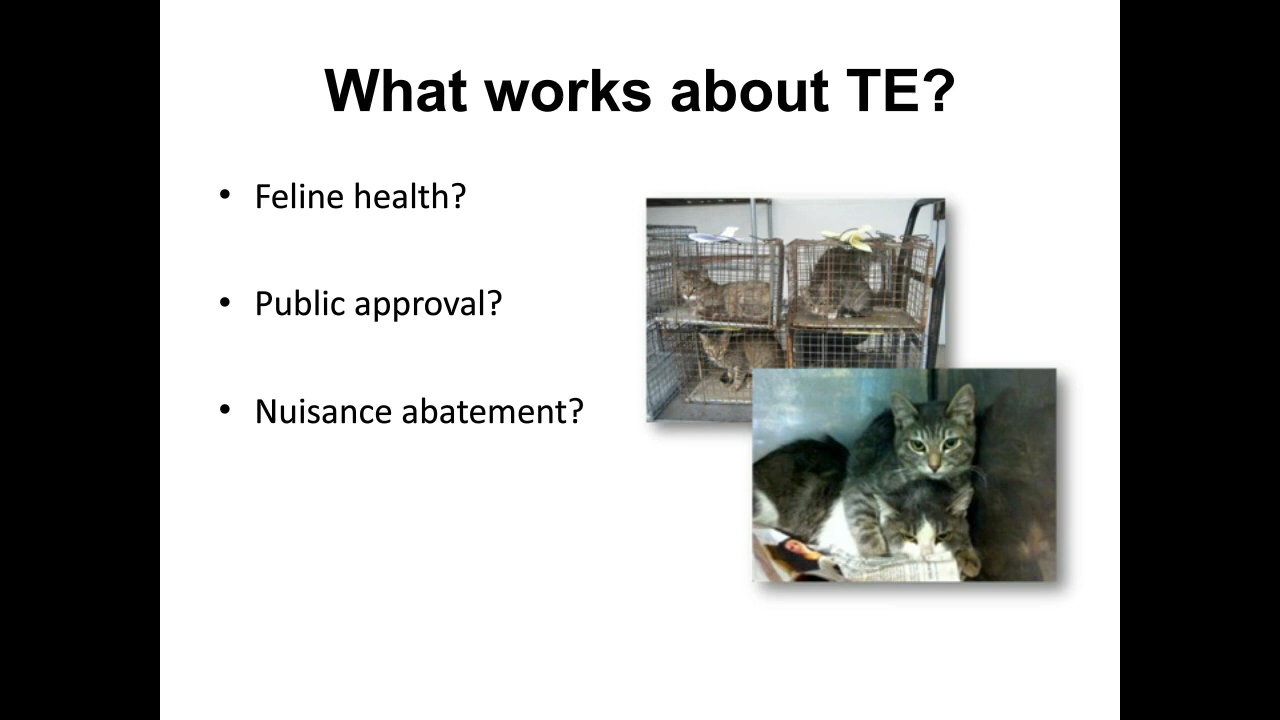 What works about TE?
• Feline health?
• Public approval?
• Nuisance abatement?